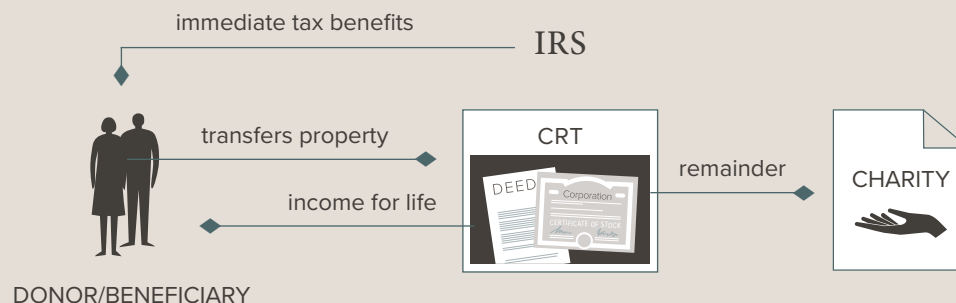 immediate tax benefits
IRS
transfers property
CRT
DEED
Corporation
CERTIFICATE OF STOCK
income for life
remainder
CHARITY
DONOR/BENEFICIARY